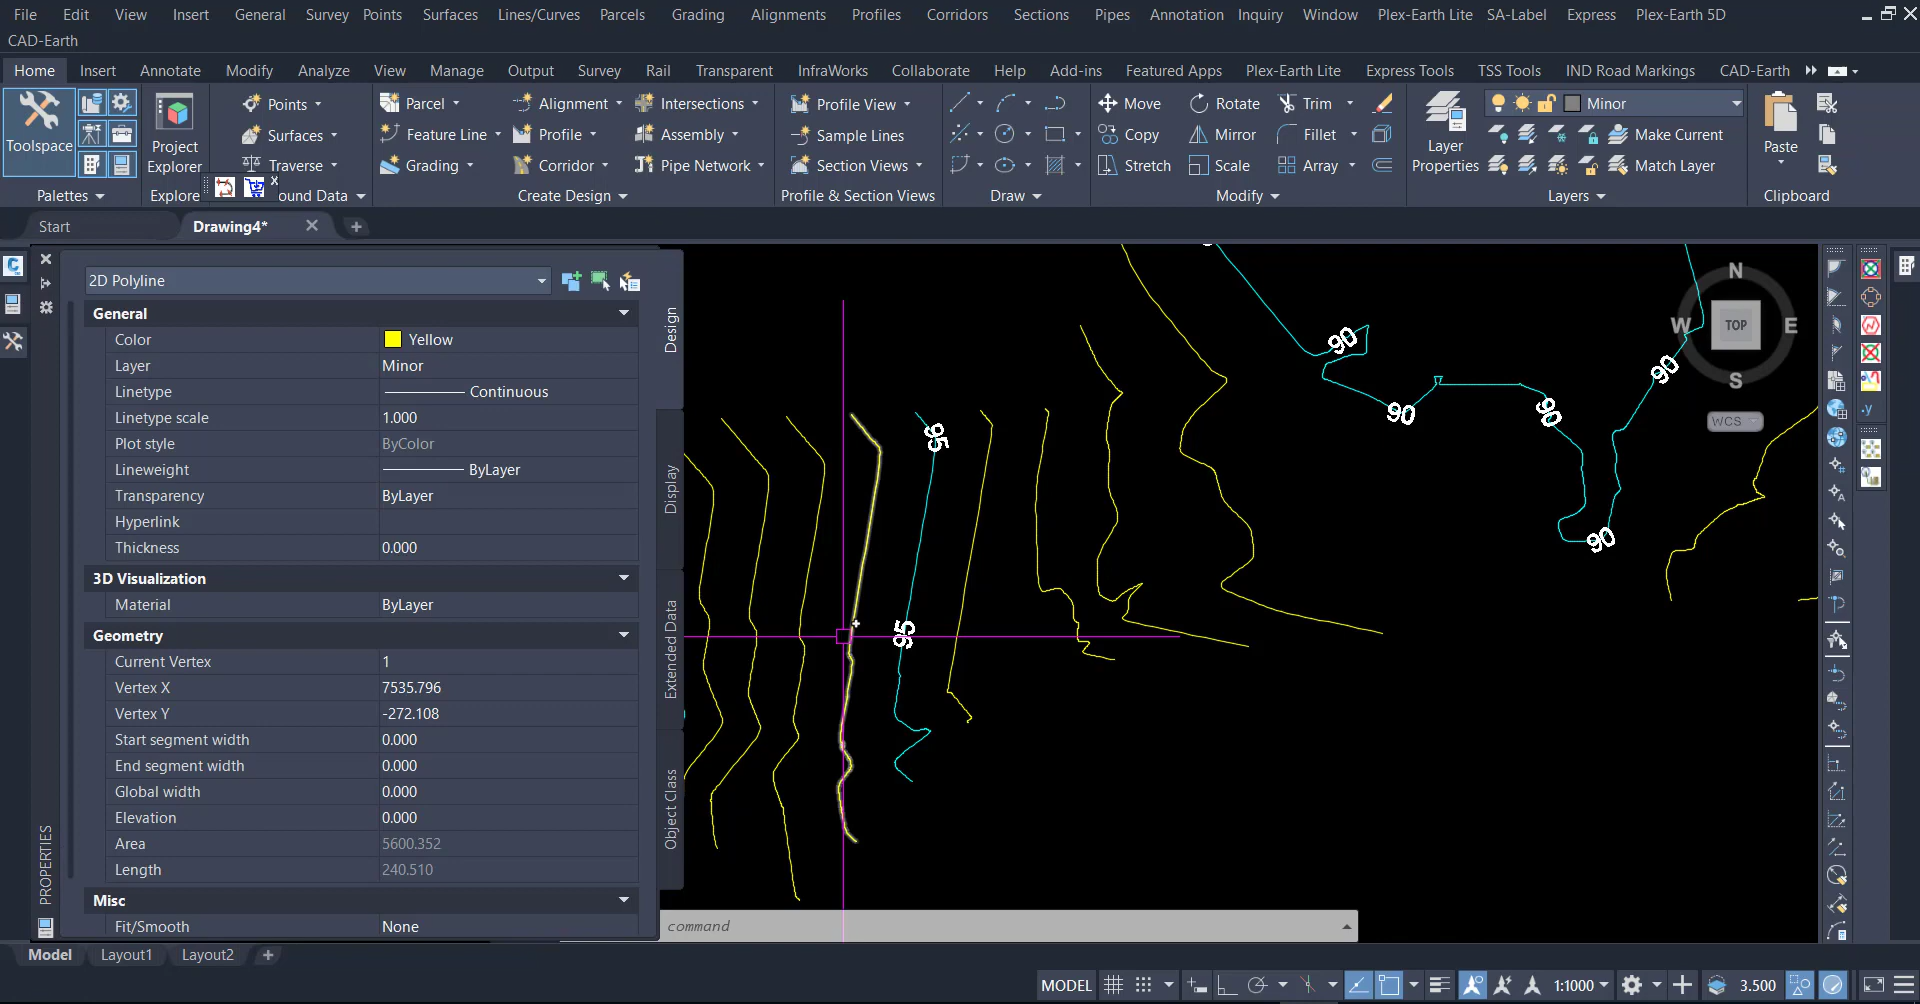 File Edit View Insert General Survey Points Surfaces Lines/Curves Parcels Grading Alignments Profiles Corridors Sections Pipes Annotation Inquiry Window Plex-Earth Lite SA-Label Express Plex-Earth 5D
CAD-Earth
Home Insert Annotate Modify Analyze View Manage Output Survey Rail Transparent InfraWorks Collaborate Help Add-ins Featured Apps Plex-Earth Lite Express Tools TSS Tools IND Road Markings CAD-Earth
Toolspace
Palettes
Project Explorer
Explore
Points
Surfaces
Traverse
ound Data
Parcel
Feature Line
Grading
Alignment
Profile
Corridor
Intersections
Assembly
Pipe Network
Create Design
Profile View
Sample Lines
Section Views
Profile & Section Views
Draw
Move
Copy
Stretch
Rotate
Mirror
Scale
Trim
Fillet
Array
Modify
Layer Properties
Minor
Make Current
Match Layer
Layers
Paste
Clipboard
Start
Drawing4*
2D Polyline
General
Color Yellow
Layer Minor
Linetype Continuous
Linetype scale 1.000
Plot style ByColor
Lineweight ByLayer
Transparency ByLayer
Hyperlink
Thickness 0.000
3D Visualization
Material ByLayer
Geometry
Current Vertex 1
Vertex X 7535.796
Vertex Y -272.108
Start segment width 0.000
End segment width 0.000
Global width 0.000
Elevation 0.000
Area 5600.352
Length 240.510
Misc
Fit/Smooth None
PROPERTIES
Design
Display
Extended Data
Object Class
95
95
90
90
90
90
90
N
W
TOP
E
S
WCS
.y
command
Model Layout1 Layout2
MODEL 1:1000 3.500